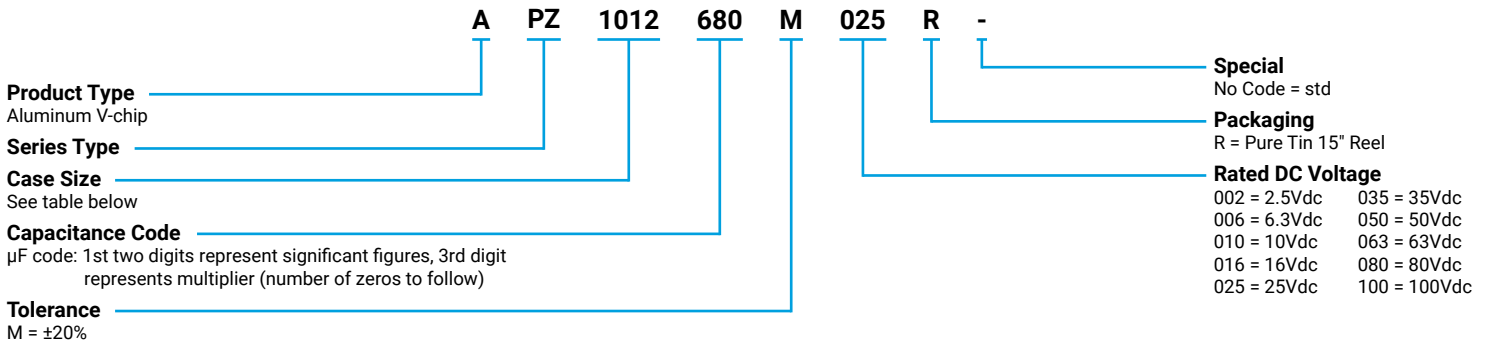 A PZ 1012 680 M 025 R -
Product Type
Aluminum V-chip
Series Type
Case Size
See table below
Capacitance Code
µF code: 1st two digits represent significant figures, 3rd digit
represents multiplier (number of zeros to follow)
Tolerance
M = ±20%
Special
No Code = std
Packaging
R = Pure Tin 15" Reel
Rated DC Voltage
002 = 2.5Vdc 035 = 35Vdc
006 = 6.3Vdc 050 = 50Vdc
010 = 10Vdc 063 = 63Vdc
016 = 16Vdc 080 = 80Vdc
025 = 25Vdc 100 = 100Vdc